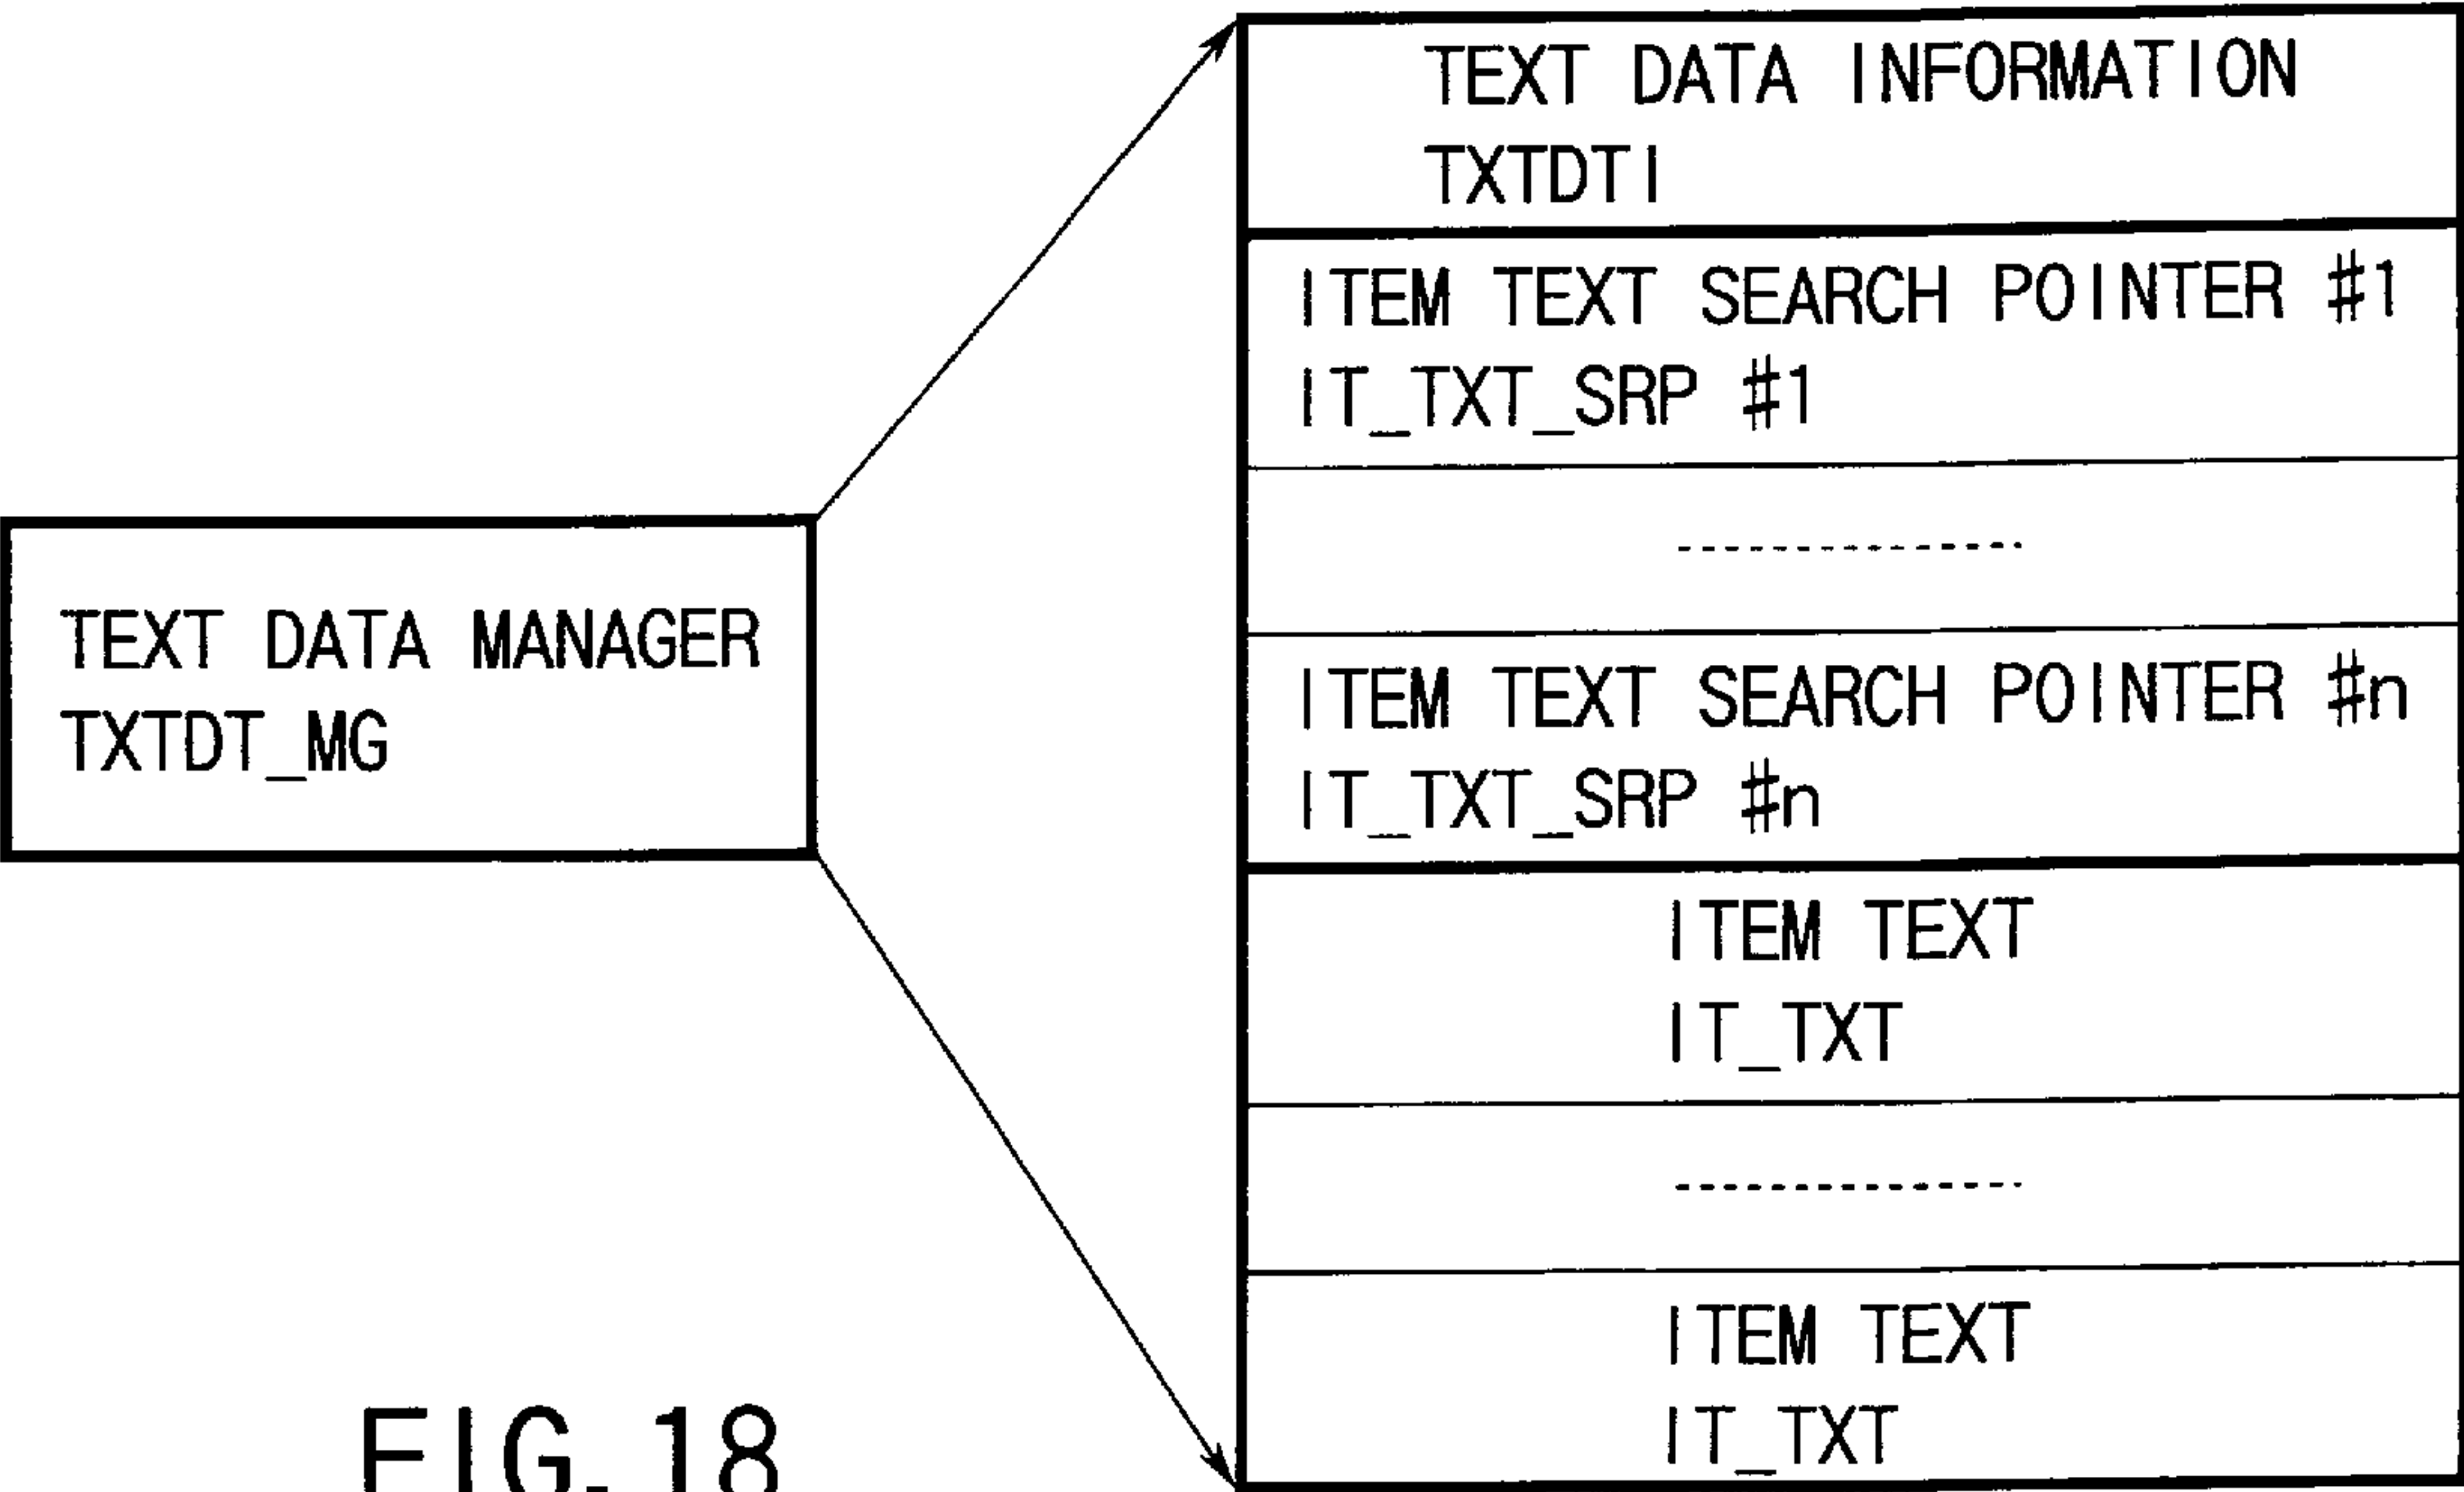 TEXT DATA MANAGER
TXTDT_MG
TEXT DATA INFORMATION
TXTDTI
ITEM TEXT SEARCH POINTER #1
IT_TXT_SRP #1
ITEM TEXT SEARCH POINTER #n
IT_TXT_SRP #n
ITEM TEXT
IT_TXT
ITEM TEXT
IT_TXT
FIG. 18